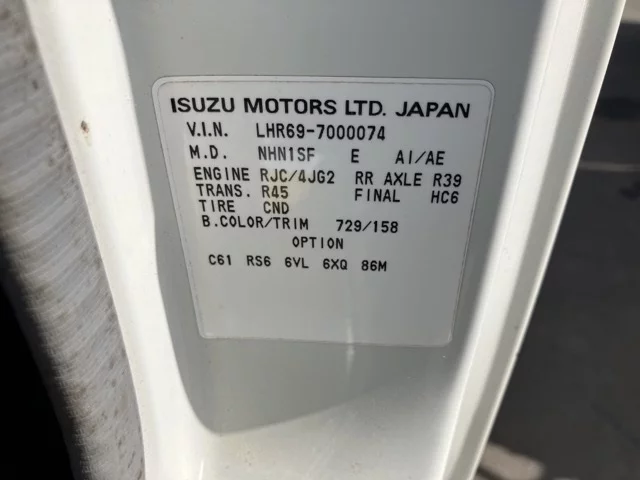 ISUZU MOTORS LTD. JAPAN
V.I.N. LHR69-7000074
M.D. NHN1SF E AI/AE
ENGINE RJC/4JG2 RR AXLE R39
TRANS. R45 FINAL HC6
TIRE CND
B.COLOR/TRIM 729/158
OPTION
C61 RS6 6VL 6XQ 86M